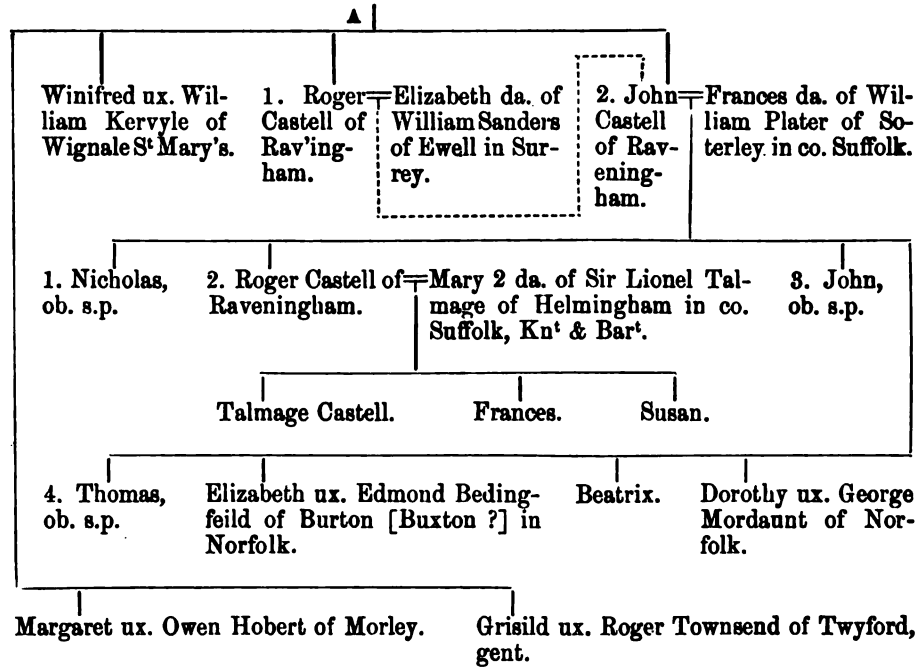 A
Winifred ux. Wil-
liam Kervyle of
Wignale St Mary's.
1. Roger
Castell of
Rav'ing-
ham.
Elizabeth da. of
William Sanders
of Ewell in Sur-
rey.
2. John
Castell
of Rav-
ening-
ham.
Frances da. of Wil-
liam Plater of So-
terley in co. Suffolk.
1. Nicholas,
ob. s.p.
2. Roger Castell of
Raveningham.
Mary 2 da. of Sir Lionel Tal-
mage of Helmingham in co.
Suffolk, Knt & Bart.
3. John,
ob. s.p.
Talmage Castell.
Frances.
Susan.
4. Thomas,
ob. s.p.
Elizabeth ux. Edmond Beding-
feild of Burton [Buxton ?] in
Norfolk.
Beatrix.
Dorothy ux. George
Mordaunt of Nor-
folk.
Margaret ux. Owen Hobert of Morley.
Grisild ux. Roger Townsend of Twyford,
gent.